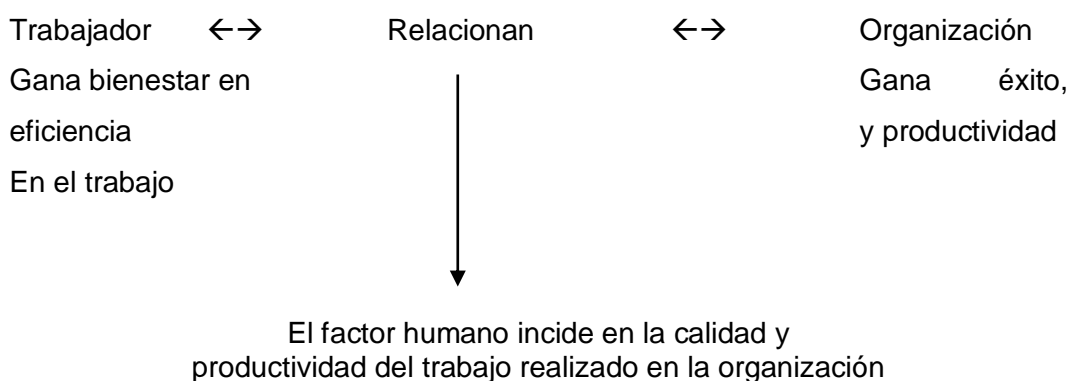 Trabajador ←→ Relacionan ←→ Organización
Gana bienestar en Gana éxito,
eficiencia y productividad
En el trabajo
El factor humano incide en la calidad y
productividad del trabajo realizado en la organización